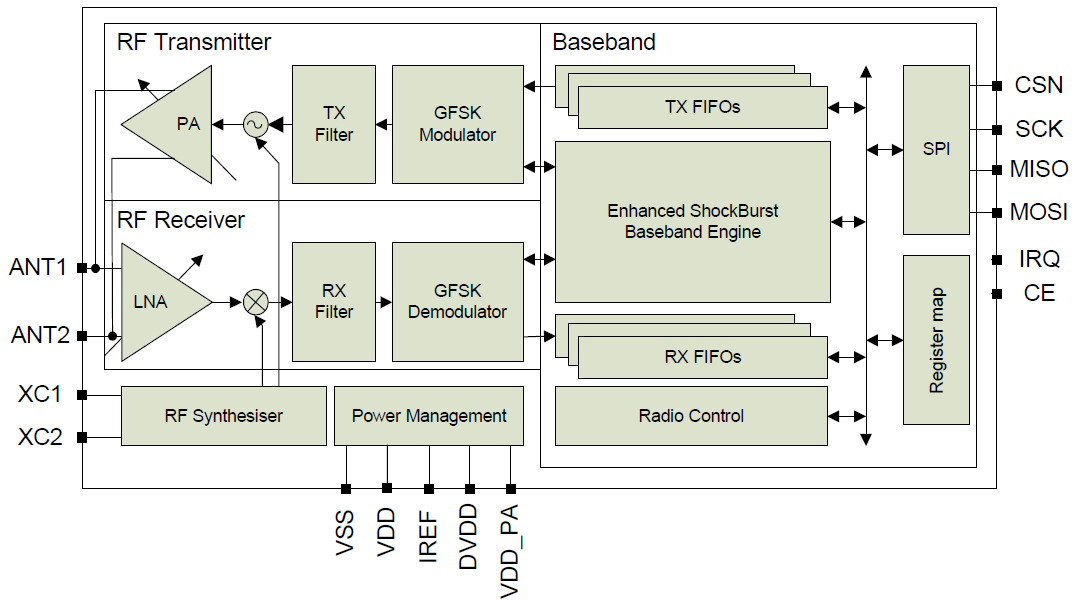 RF Transmitter
Baseband
PA
TX
Filter
GFSK
Modulator
TX FIFOs
SPI
CSN
SCK
MISO
MOSI
Enhanced ShockBurst
Baseband Engine
RF Receiver
ANT1
ANT2
LNA
RX
Filter
GFSK
Demodulator
RX FIFOs
Register map
IRQ
CE
XC1
XC2
RF Synthesiser
Power Management
Radio Control
VSS
VDD
IREF
DVDD
VDD_PA